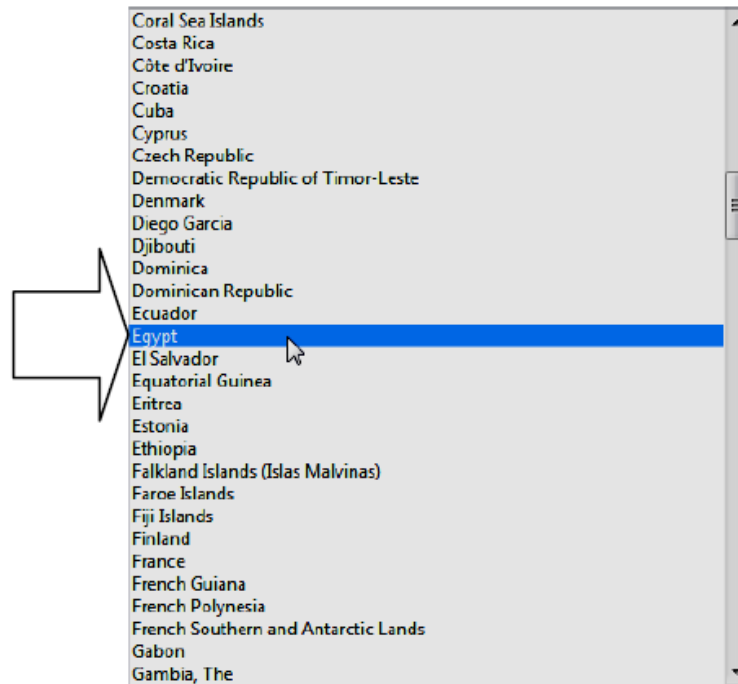 Coral Sea Islands
Costa Rica
Côte d'Ivoire
Croatia
Cuba
Cyprus
Czech Republic
Democratic Republic of Timor-Leste
Denmark
Diego Garcia
Djibouti
Dominica
Dominican Republic
Ecuador
Egypt
El Salvador
Equatorial Guinea
Eritrea
Estonia
Ethiopia
Falkland Islands (Islas Malvinas)
Faroe Islands
Fiji Islands
Finland
France
French Guiana
French Polynesia
French Southern and Antarctic Lands
Gabon
Gambia, The